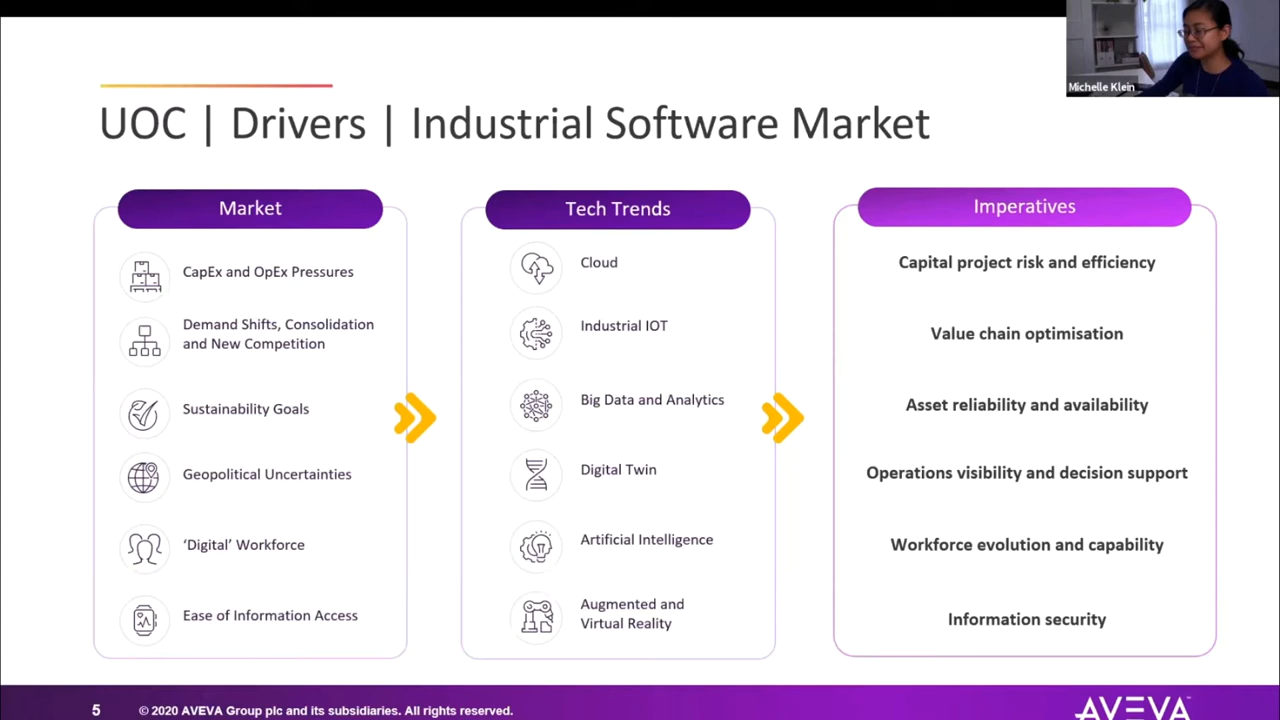 Michelle Klein
UOC | Drivers | Industrial Software Market
Market
CapEx and OpEx Pressures
Demand Shifts, Consolidation
and New Competition
Sustainability Goals
Geopolitical Uncertainties
‘Digital’ Workforce
Ease of Information Access
Tech Trends
Cloud
Industrial IOT
Big Data and Analytics
Digital Twin
Artificial Intelligence
Augmented and
Virtual Reality
Imperatives
Capital project risk and efficiency
Value chain optimisation
Asset reliability and availability
Operations visibility and decision support
Workforce evolution and capability
Information security
5
© 2020 AVEVA Group plc and its subsidiaries. All rights reserved.
AVEVA™